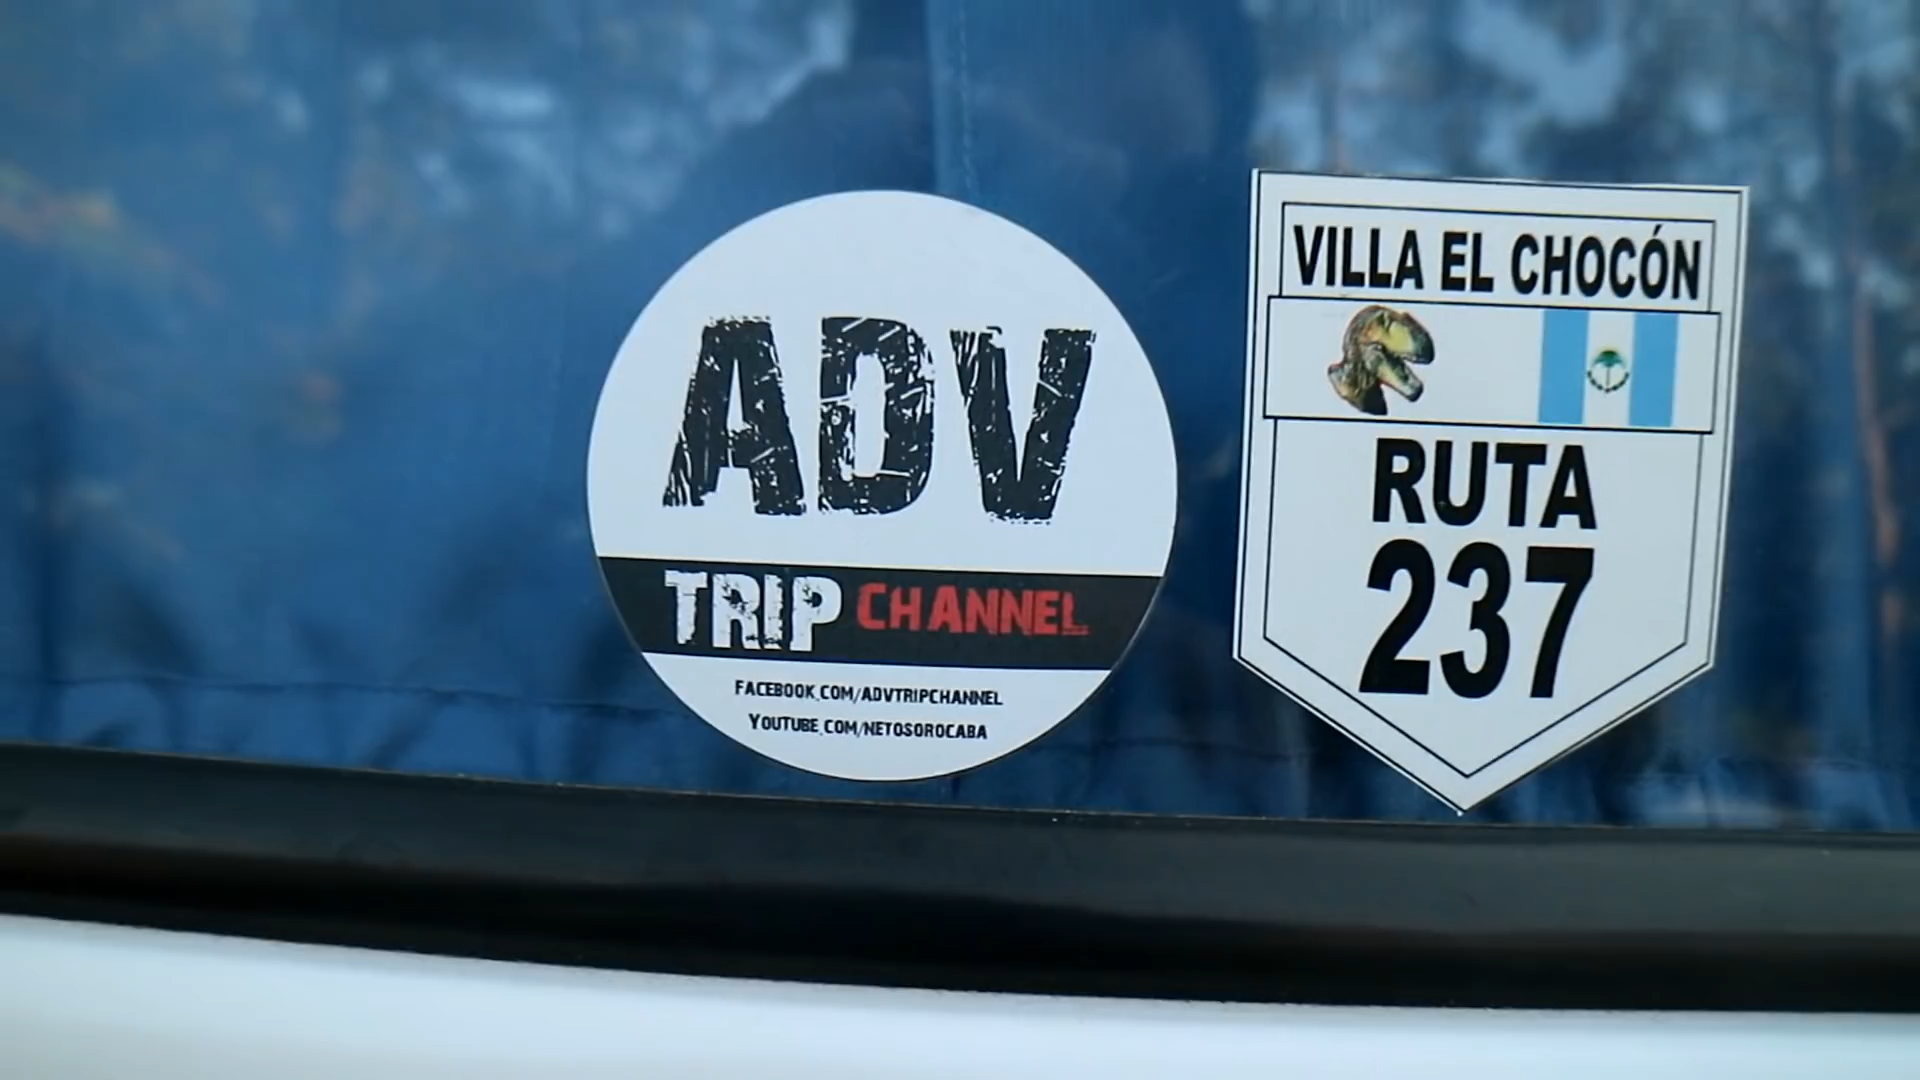 ADV
TRIP CHANNEL
FACEBOOK.COM/ADVTRIPCHANNEL
YOUTUBE.COM/NETOSOROCABA
VILLA EL CHOCÓN
RUTA
237